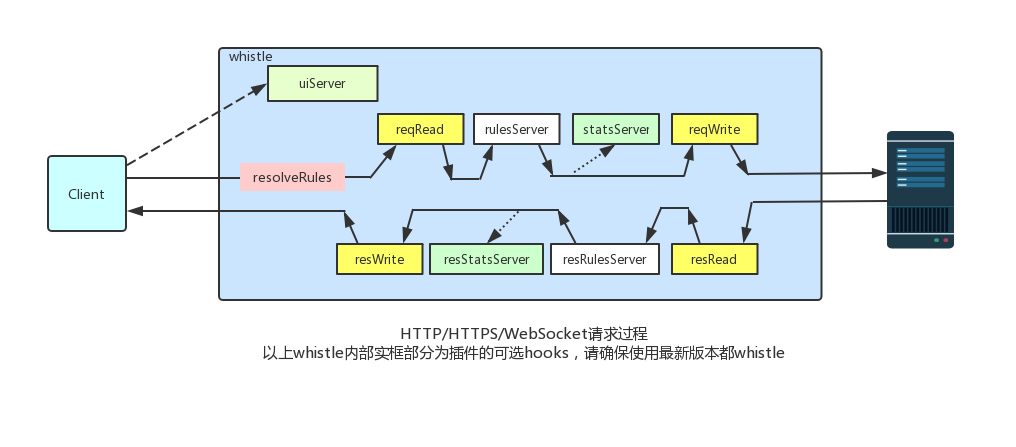 whistle
uiServer
reqRead
rulesServer
statsServer
reqWrite
Client
resolveRules
resWrite
resStatsServer
resRulesServer
resRead
HTTP/HTTPS/WebSocket请求过程
以上whistle内部实框部分为插件的可选hooks，请确保使用最新版本都whistle